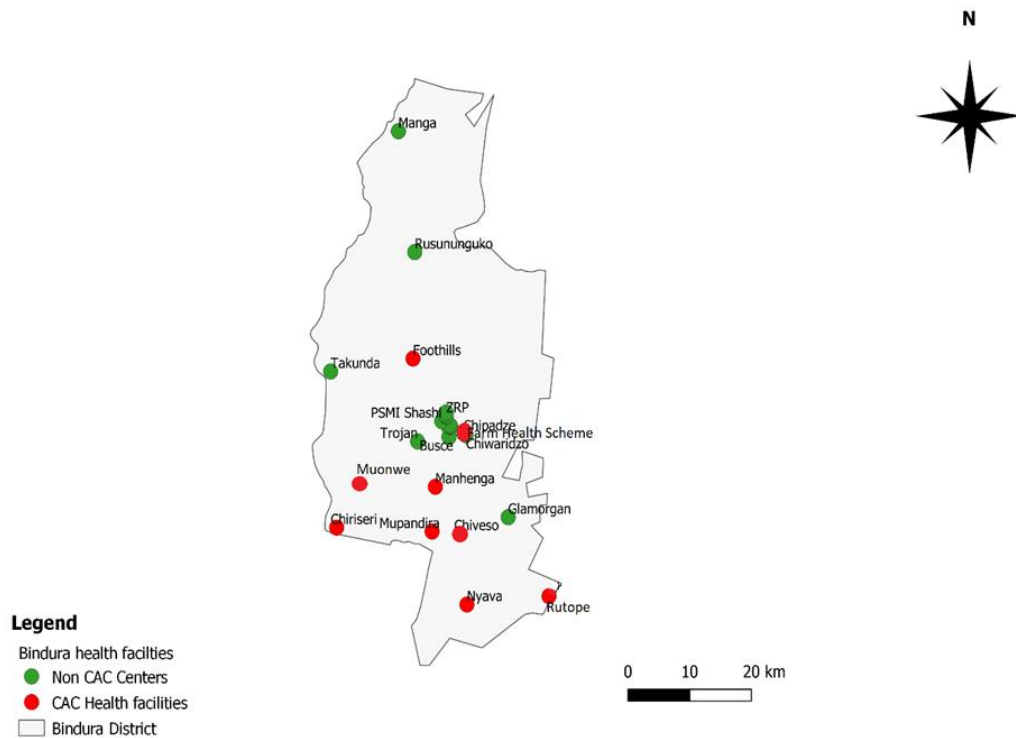 N
Manga
Rusununguko
Foothills
Takunda
ZRP
PSMI Shashi
Chipadze
Farm Health Scheme
Trojan
Busce
Chiwaridzo
Muonwe
Manhenga
Glamorgan
Chiriseri
Mupandira
Chiveso
Nyava
Rutope
Legend
Bindura health facilties
Non CAC Centers
CAC Health facilities
Bindura District
0 10 20 km